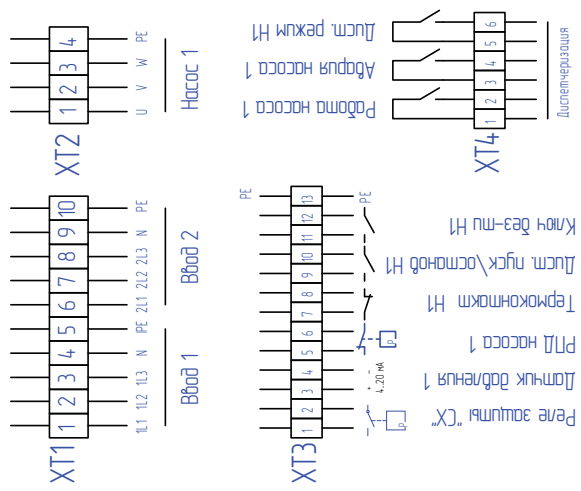 XT2
1 2 3 4
U V W PE
Насос 1
Дист. режим Н1
Авария насоса 1
Работа насоса 1
1 2 3 4 5 6
XT4
Диспетчеризация
XT1
1 2 3 4 5 6 7 8 9 10
1L1 1L2 1L3 N PE 2L1 2L2 2L3 N PE
Ввод 1
Ввод 2
XT3
PE
1 2 3 4 5 6 7 8 9 10 11 12 13
PE
Ключ без-ти Н1
Дист. пуск\останов Н1
Термоконтакт Н1
P
РПД насоса 1
+ -
4..20 мА
Датчик давления 1
P
Реле защиты "СХ"